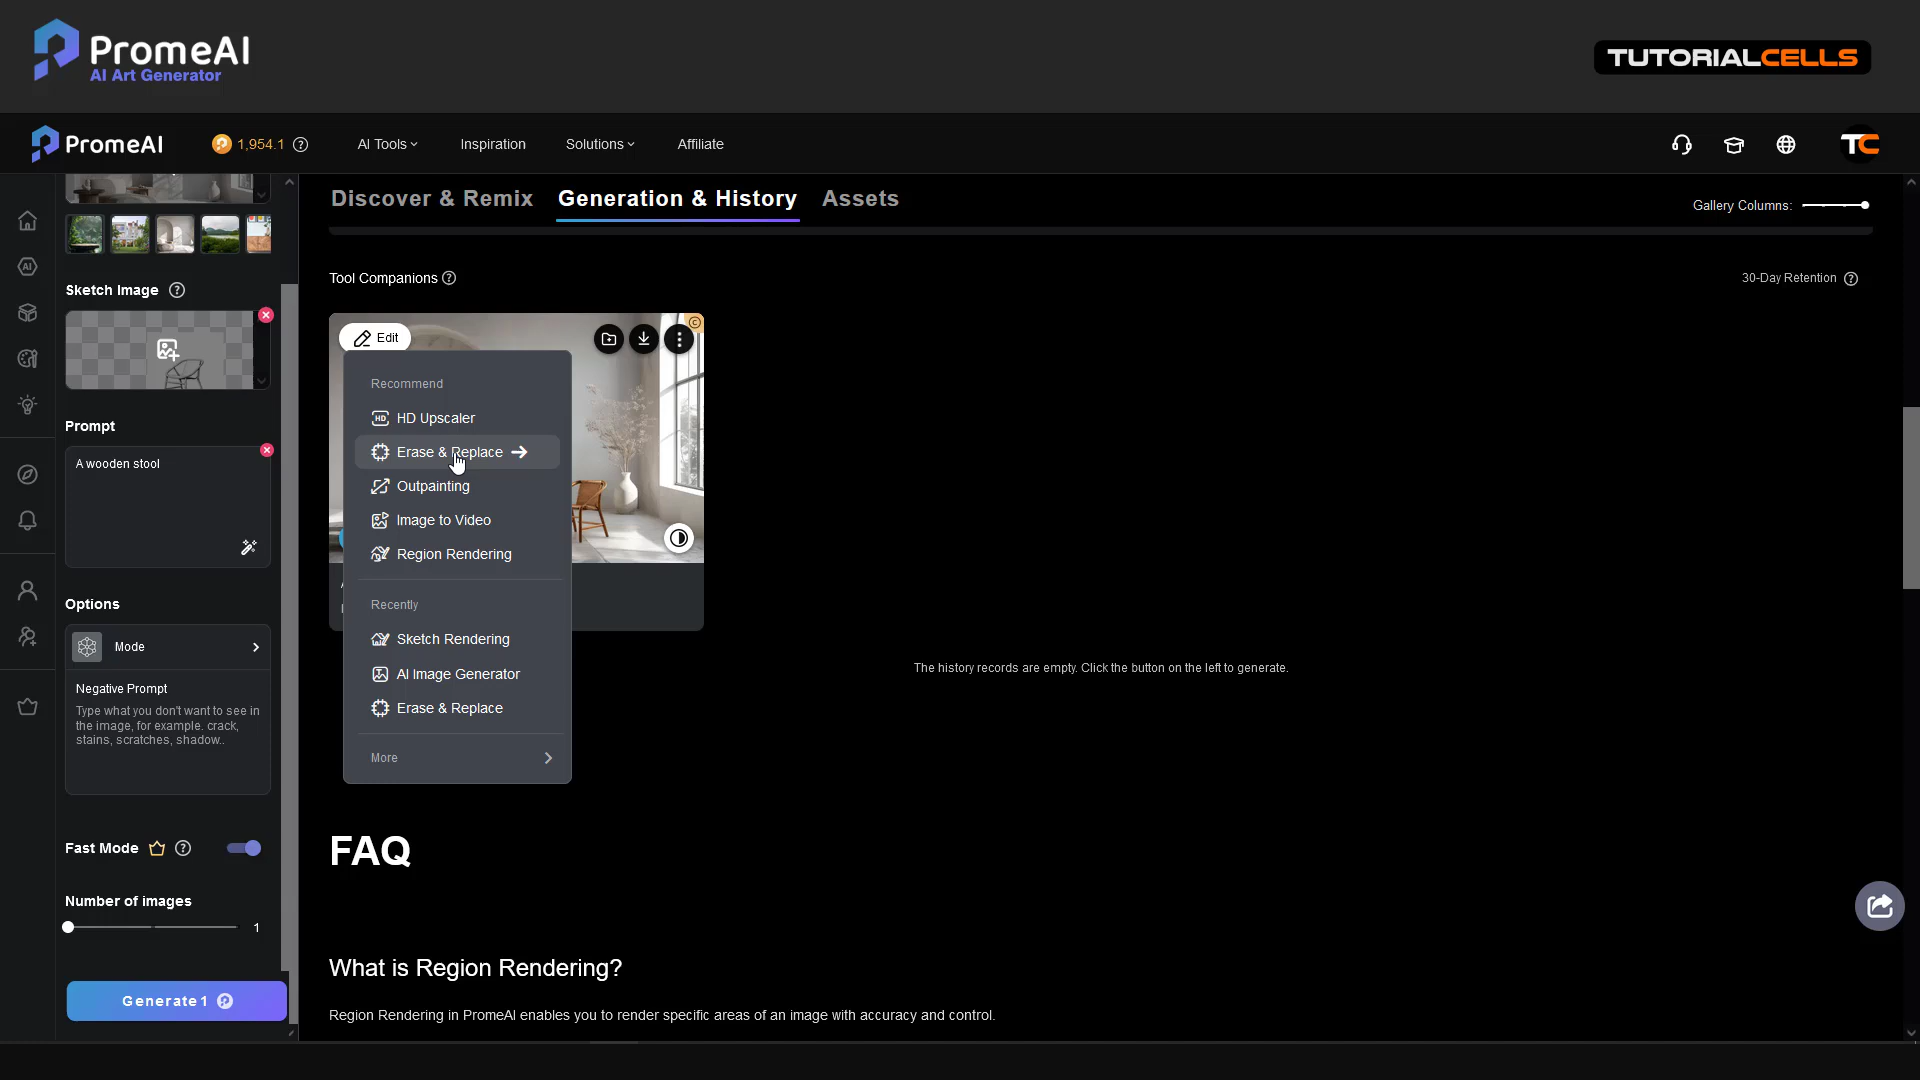 PromeAI
AI Art Generator
TUTORIALCELLS
PromeAI
1,954.1
AI Tools
Inspiration
Solutions
Affiliate
TC
Discover & Remix
Generation & History
Assets
Gallery Columns:
Sketch Image
Tool Companions
30-Day Retention
Edit
Recommend
HD Upscaler
Erase & Replace
Outpainting
Image to Video
Region Rendering
Recently
Sketch Rendering
AI Image Generator
Erase & Replace
More
Prompt
A wooden stool
Options
Mode
Negative Prompt
Type what you don't want to see in
the image, for example. crack,
stains, scratches, shadow..
Fast Mode
Number of images
1
Generate 1
The history records are empty. Click the button on the left to generate.
FAQ
What is Region Rendering?
Region Rendering in PromeAI enables you to render specific areas of an image with accuracy and control.